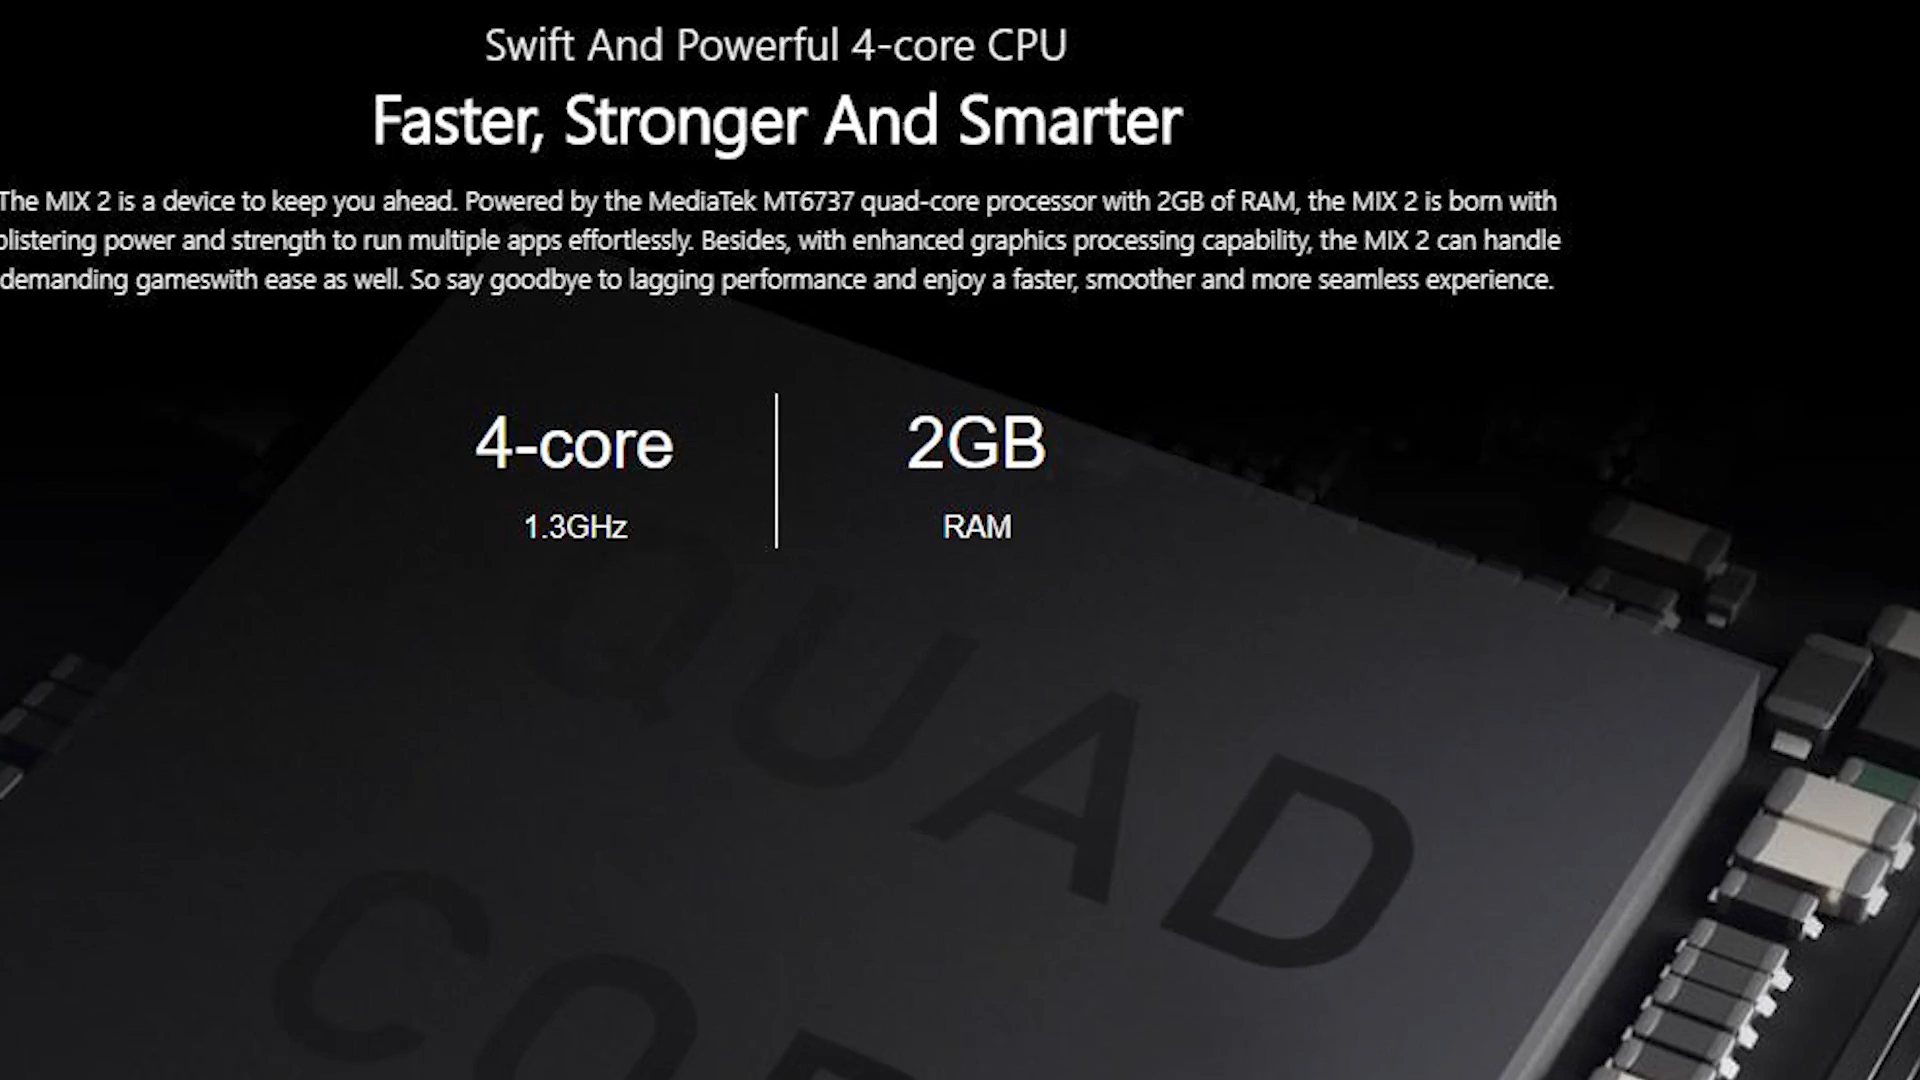 Swift And Powerful 4-core CPU
Faster, Stronger And Smarter
The MIX 2 is a device to keep you ahead. Powered by the MediaTek MT6737 quad-core processor with 2GB of RAM, the MIX 2 is born with
blistering power and strength to run multiple apps effortlessly. Besides, with enhanced graphics processing capability, the MIX 2 can handle
demanding gameswith ease as well. So say goodbye to lagging performance and enjoy a faster, smoother and more seamless experience.
4-core
2GB
1.3GHz
RAM
QUAD